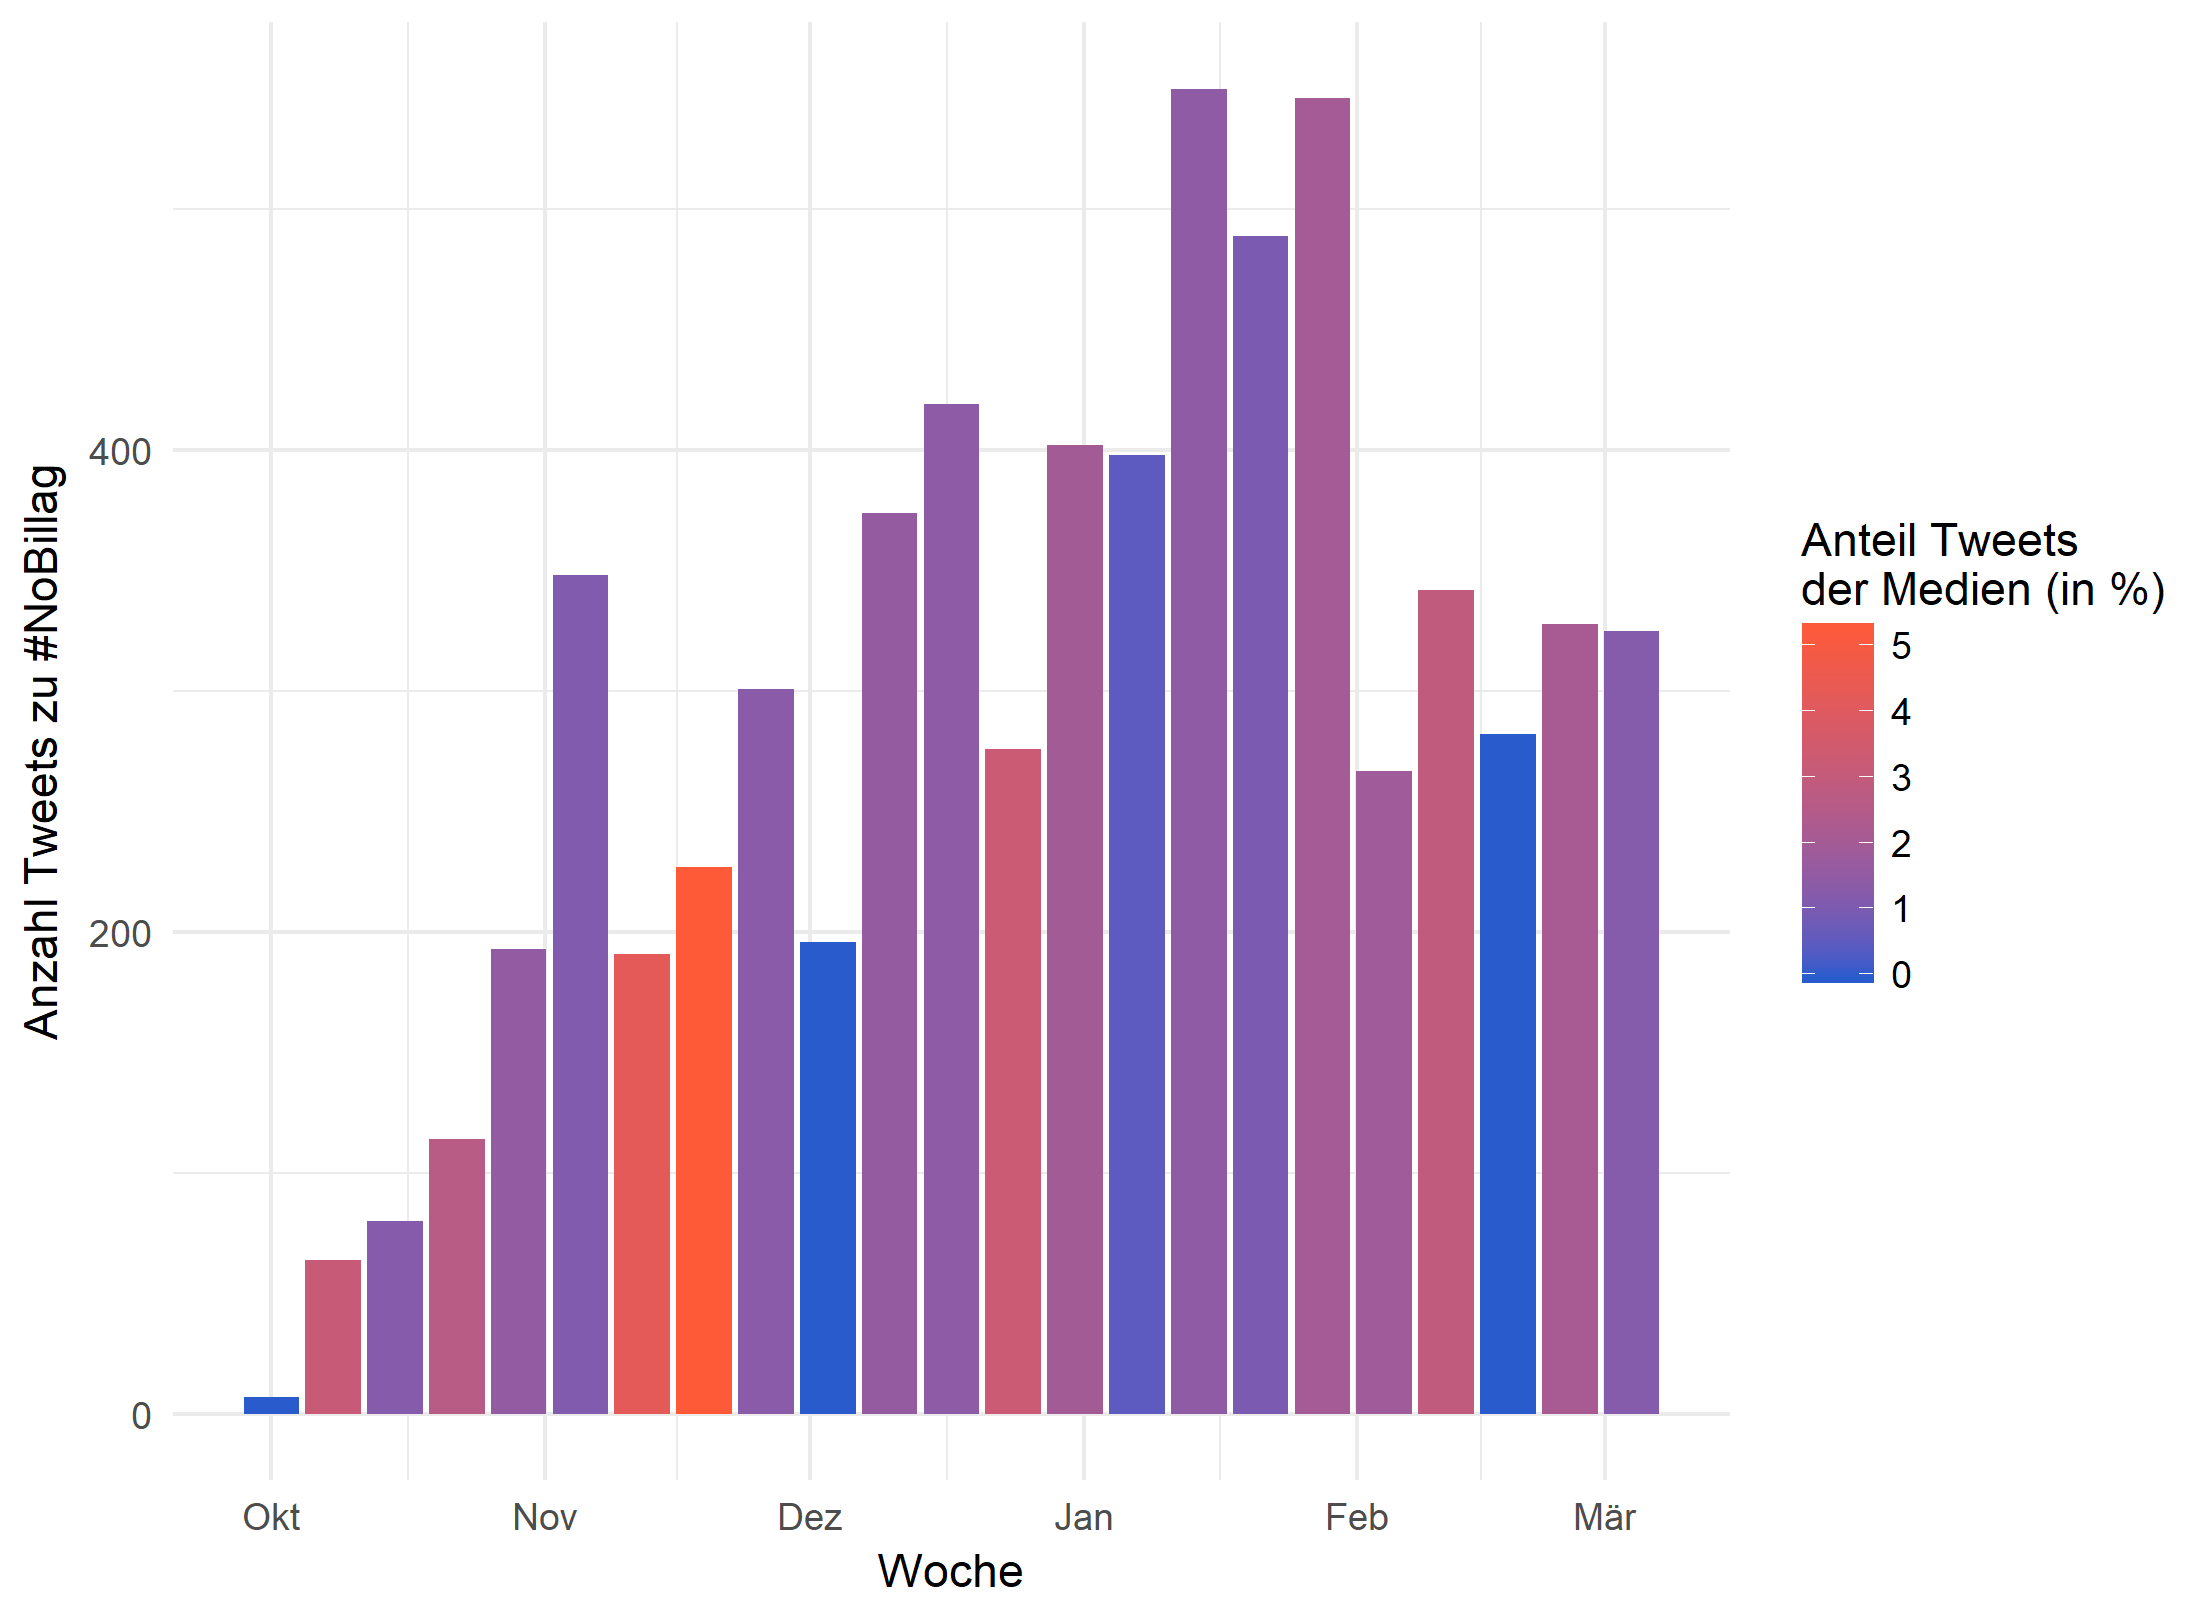 Anzahl Tweets zu #NoBillag
400
200
0
Okt Nov Dez Jan Feb Mär
Woche
Anteil Tweets
der Medien (in %)
5
4
3
2
1
0